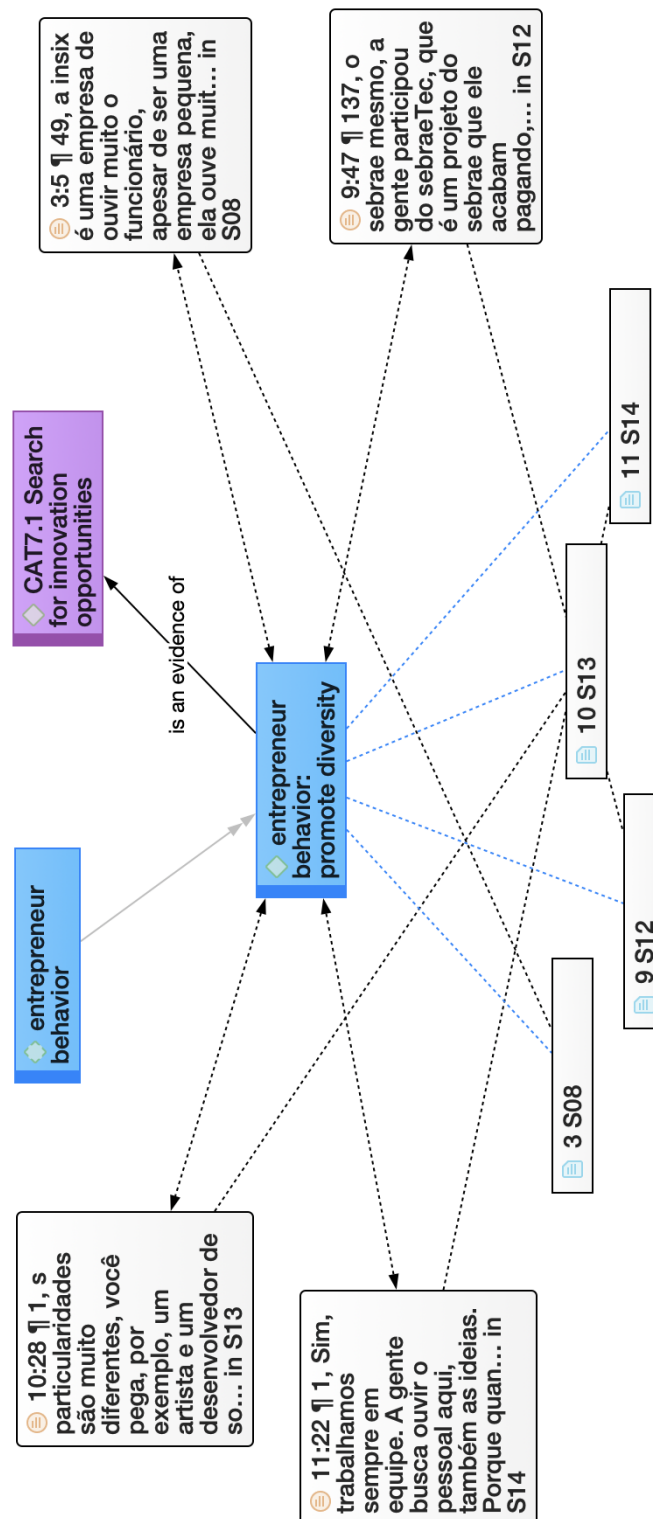 10:28 ¶ 1, s
particularidades
são muito
diferentes, você
pega, por
exemplo, um
artista e um
desenvolvedor de
so… in S13
entrepreneur
behavior
CAT7.1 Search
for innovation
opportunities
3:5 ¶ 49, a insix
é uma empresa de
ouvir muito o
funcionário,
apesar de ser uma
empresa pequena,
ela ouve muit… in
S08
is an evidence of
entrepreneur
behavior:
promote diversity
11:22 ¶ 1, Sim,
trabalhamos
sempre em
equipe. A gente
busca ouvir o
pessoal aqui,
também as ideias.
Porque quan… in
S14
9:47 ¶ 137, o
sebrae mesmo, a
gente participou
do sebraeTec, que
é um projeto do
sebrae que ele
acabam
pagando,… in S12
3 S08
9 S12
10 S13
11 S14